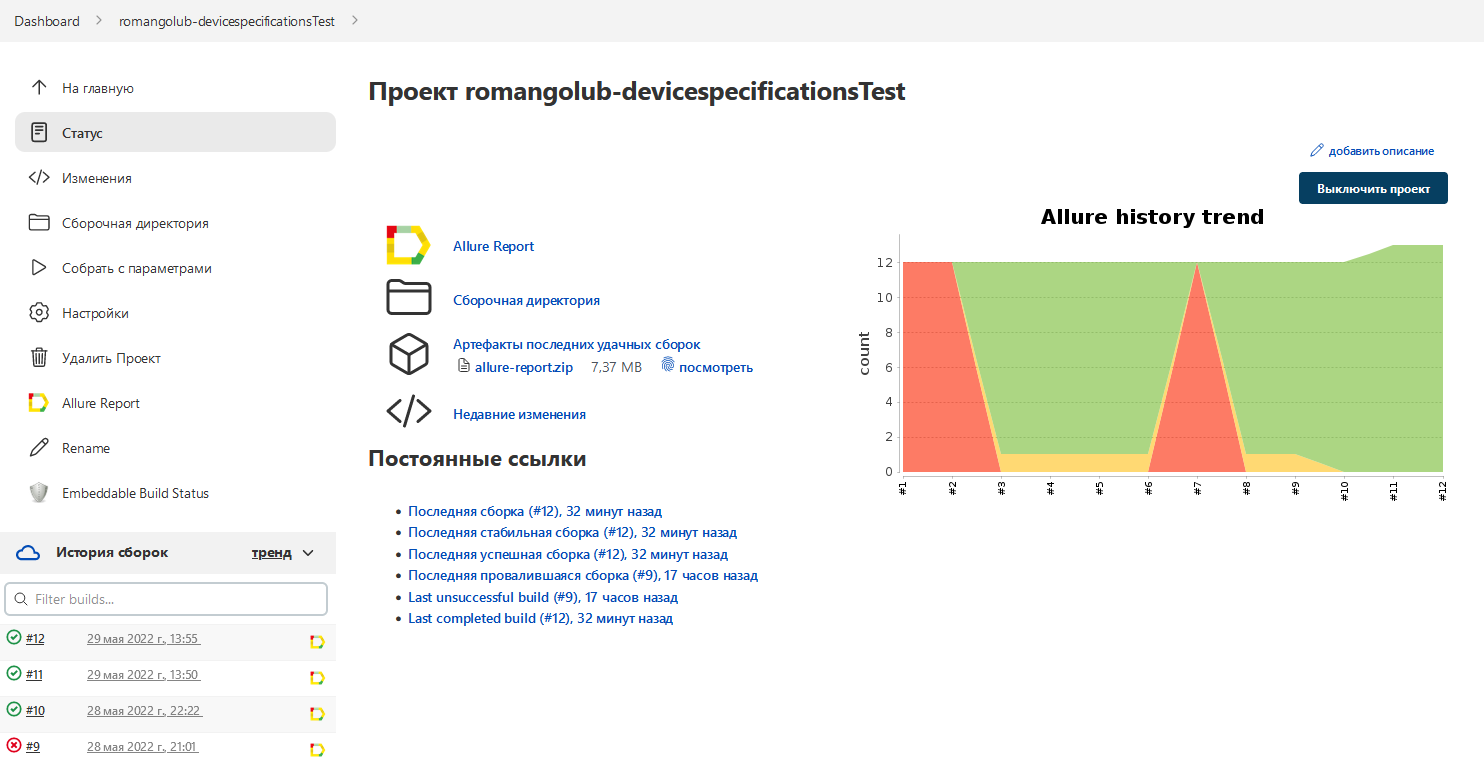 Dashboard romangolub-devicespecificationsTest
На главную
Статус
Изменения
Сборочная директория
Собрать с параметрами
Настройки
Удалить Проект
Allure Report
Rename
Embeddable Build Status
История сборок тренд
Filter builds...
#12 29 мая 2022 г., 13:55
#11 29 мая 2022 г., 13:50
#10 28 мая 2022 г., 22:22
#9 28 мая 2022 г., 21:01
Проект romangolub-devicespecificationsTest
добавить описание
Выключить проект
Allure Report
Сборочная директория
Артефакты последних удачных сборок
allure-report.zip 7,37 MB посмотреть
Недавние изменения
Allure history trend
count
12
10
8
6
4
2
0
#1 #2 #3 #4 #5 #6 #7 #8 #9 #10 #11 #12
Постоянные ссылки
Последняя сборка (#12), 32 минут назад
Последняя стабильная сборка (#12), 32 минут назад
Последняя успешная сборка (#12), 32 минут назад
Последняя провалившаяся сборка (#9), 17 часов назад
Last unsuccessful build (#9), 17 часов назад
Last completed build (#12), 32 минут назад